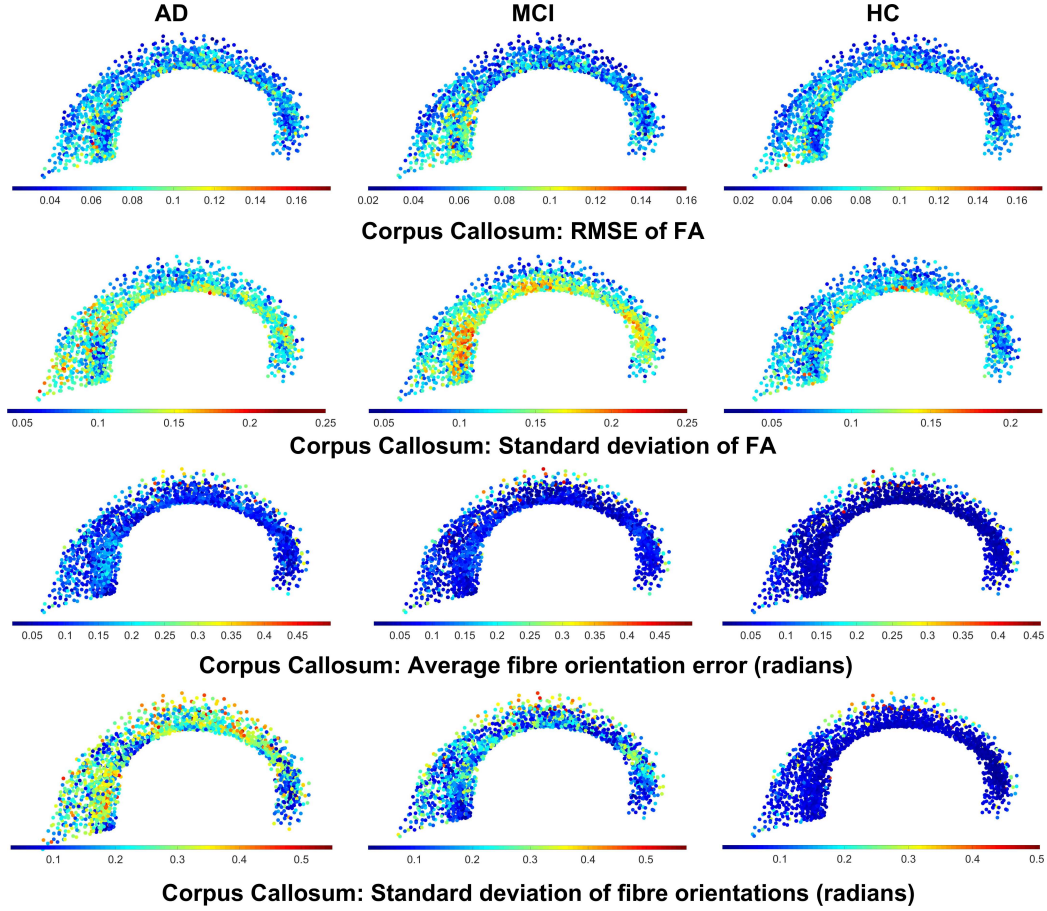 AD MCI HC
0.04 0.06 0.08 0.1 0.12 0.14 0.16 0.02 0.04 0.06 0.08 0.1 0.12 0.14 0.16 0.02 0.04 0.06 0.08 0.1 0.12 0.14 0.16
Corpus Callosum: RMSE of FA
0.05 0.1 0.15 0.2 0.25 0.05 0.1 0.15 0.2 0.25 0.05 0.1 0.15 0.2
Corpus Callosum: Standard deviation of FA
0.05 0.1 0.15 0.2 0.25 0.3 0.35 0.4 0.45 0.05 0.1 0.15 0.2 0.25 0.3 0.35 0.4 0.45 0.05 0.1 0.15 0.2 0.25 0.3 0.35 0.4 0.45
Corpus Callosum: Average fibre orientation error (radians)
0.1 0.2 0.3 0.4 0.5 0.1 0.2 0.3 0.4 0.5 0.1 0.2 0.3 0.4 0.5
Corpus Callosum: Standard deviation of fibre orientations (radians)